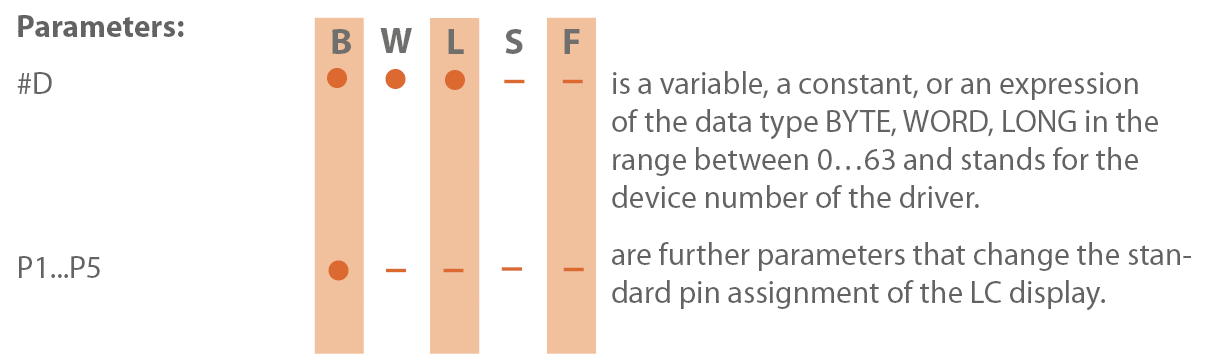 Parameters:
B W L S F
#D ● ● ● – – is a variable, a constant, or an expression
of the data type BYTE, WORD, LONG in the
range between 0…63 and stands for the
device number of the driver.
P1...P5 ● – – – – are further parameters that change the stan-
dard pin assignment of the LC display.